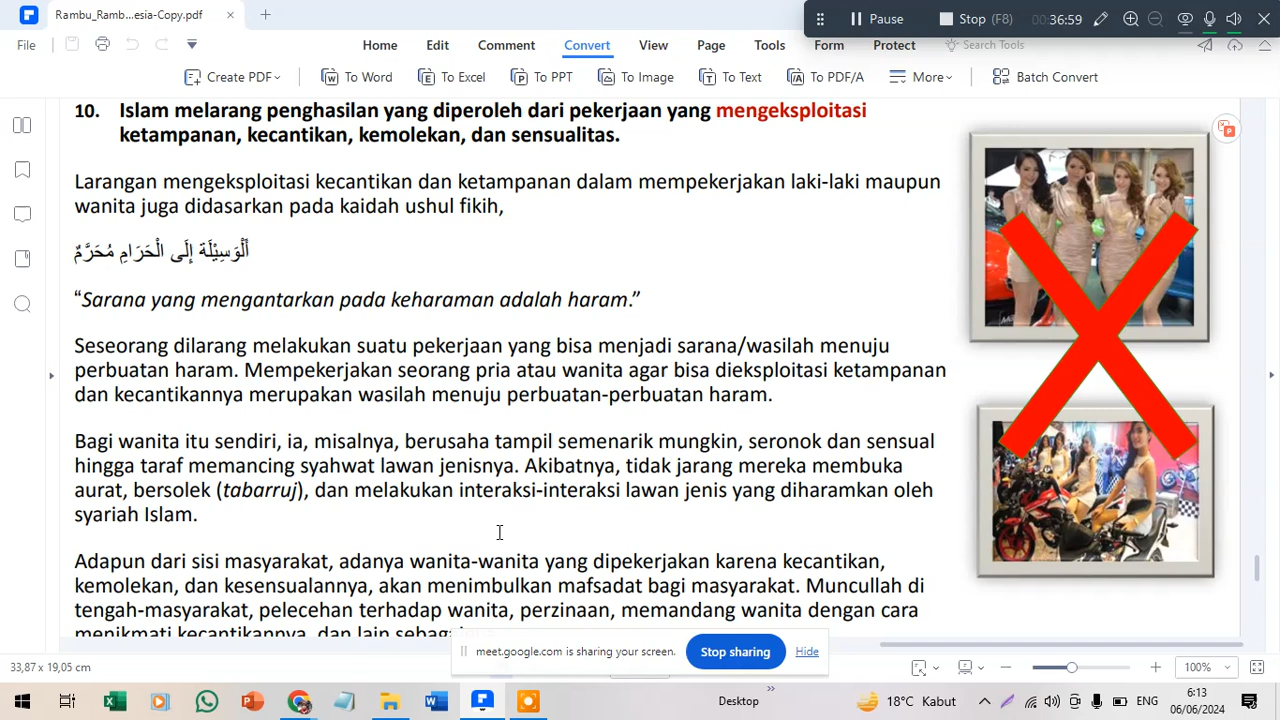 Rambu_Ramb...esia-Copy.pdf
Pause
Stop (F8)
00:36:59
File
Home
Edit
Comment
Convert
View
Page
Tools
Form
Protect
Search Tools
Create PDF
To Word
To Excel
To PPT
To Image
To Text
To PDF/A
More
Batch Convert
10. Islam melarang penghasilan yang diperoleh dari pekerjaan yang mengeksploitasi
ketampanan, kecantikan, kemolekan, dan sensualitas.
Larangan mengeksploitasi kecantikan dan ketampanan dalam mempekerjakan laki-laki maupun
wanita juga didasarkan pada kaidah ushul fikih,
أَلْوَسِيْلَة إِلَى الْحَرَامِ مُحَرَّمٌ
“Sarana yang mengantarkan pada keharaman adalah haram.”
Seseorang dilarang melakukan suatu pekerjaan yang bisa menjadi sarana/wasilah menuju
perbuatan haram. Mempekerjakan seorang pria atau wanita agar bisa dieksploitasi ketampanan
dan kecantikannya merupakan wasilah menuju perbuatan-perbuatan haram.
Bagi wanita itu sendiri, ia, misalnya, berusaha tampil semenarik mungkin, seronok dan sensual
hingga taraf memancing syahwat lawan jenisnya. Akibatnya, tidak jarang mereka membuka
aurat, bersolek (tabarruj), dan melakukan interaksi-interaksi lawan jenis yang diharamkan oleh
syariah Islam.
Adapun dari sisi masyarakat, adanya wanita-wanita yang dipekerjakan karena kecantikan,
kemolekan, dan kesensualannya, akan menimbulkan mafsadat bagi masyarakat. Muncullah di
tengah-masyarakat, pelecehan terhadap wanita, perzinaan, memandang wanita dengan cara
menikmati kecantikannya, dan lain sebagainya.
meet.google.com is sharing your screen.
Stop sharing
Hide
33,87 x 19,05 cm
100%
Desktop
18°C Kabut
ENG
6:13
06/06/2024